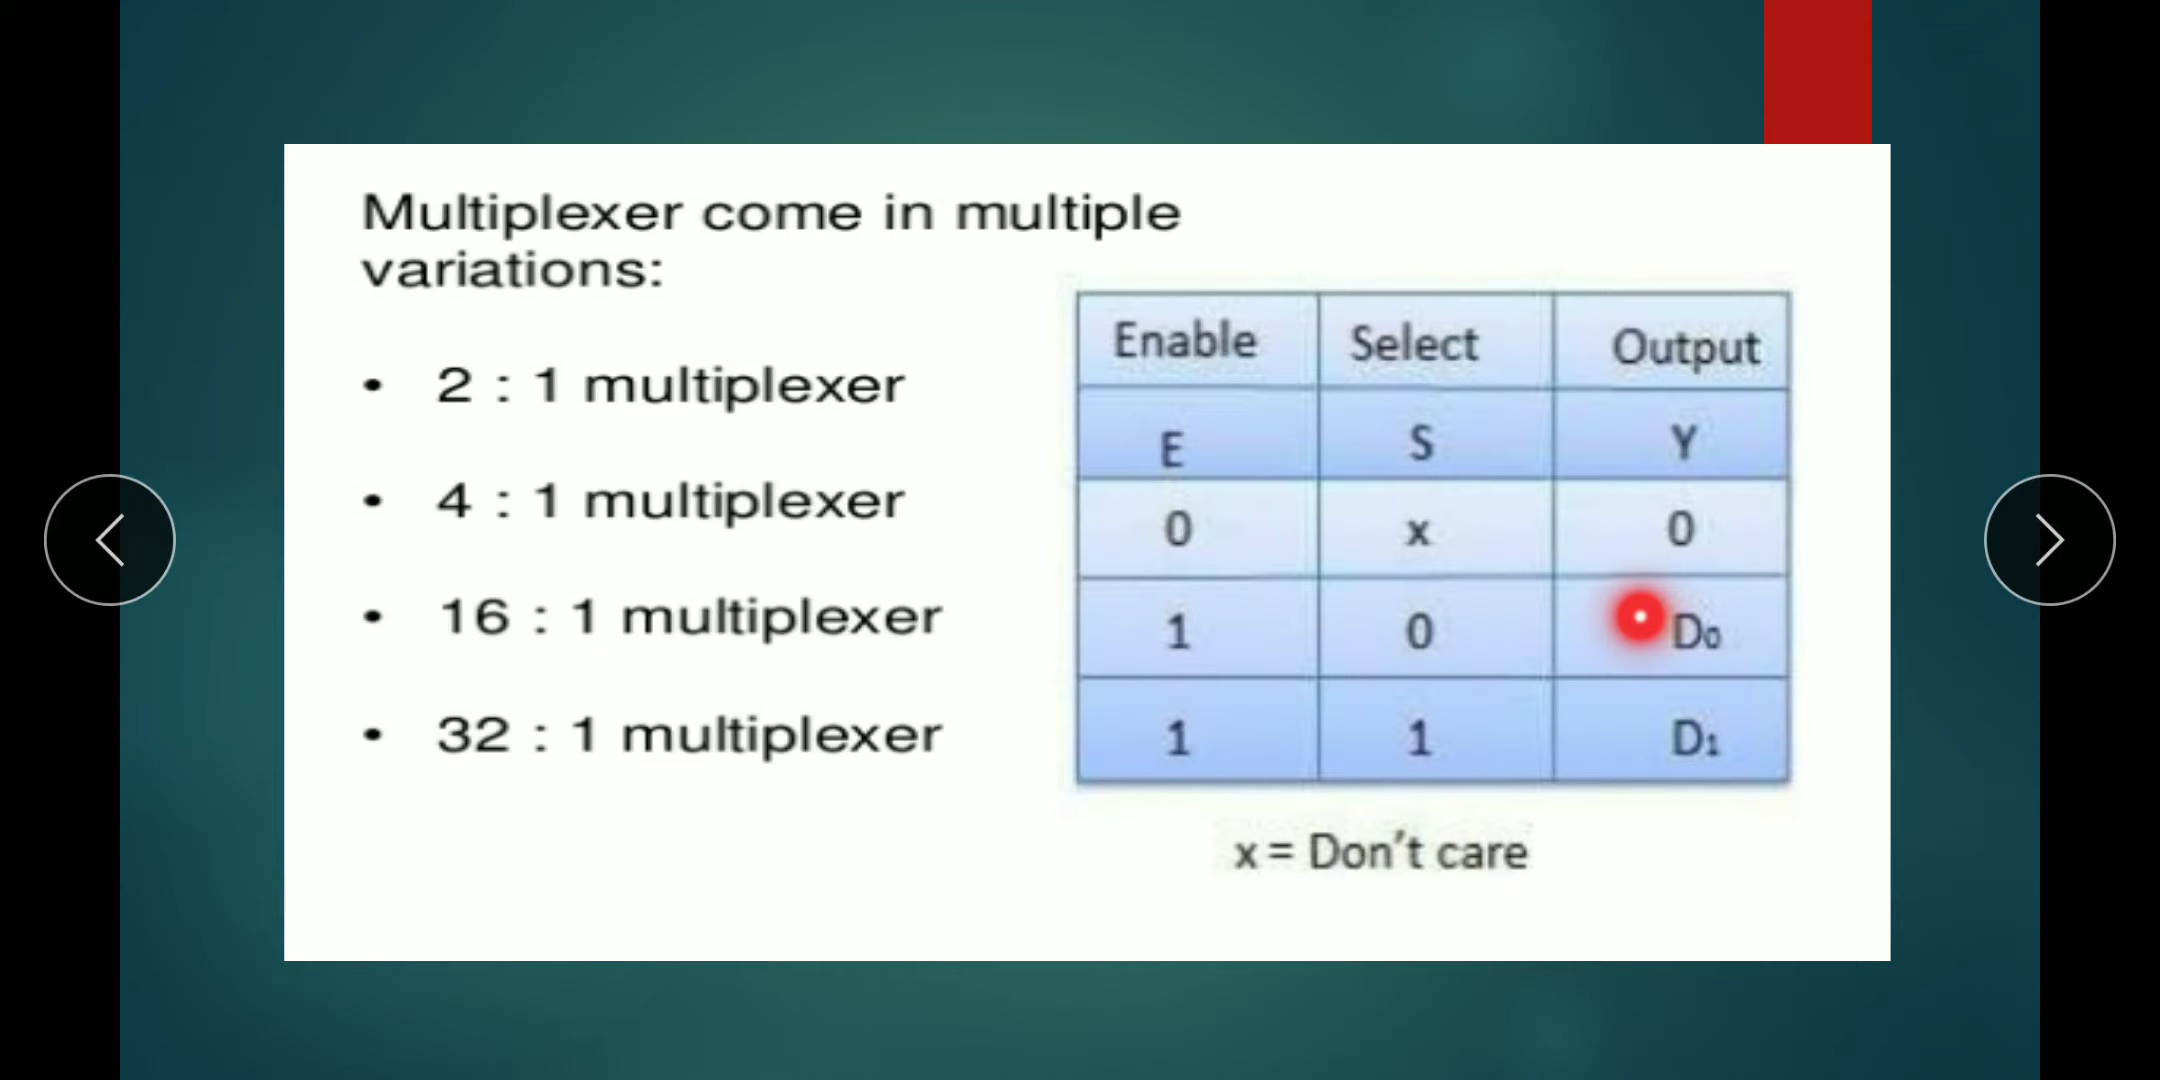 Multiplexer come in multiple
variations:
• 2 : 1 multiplexer
• 4 : 1 multiplexer
• 16 : 1 multiplexer
• 32 : 1 multiplexer
Enable Select Output
E S Y
0 x 0
1 0 D₀
1 1 D₁
x = Don't care